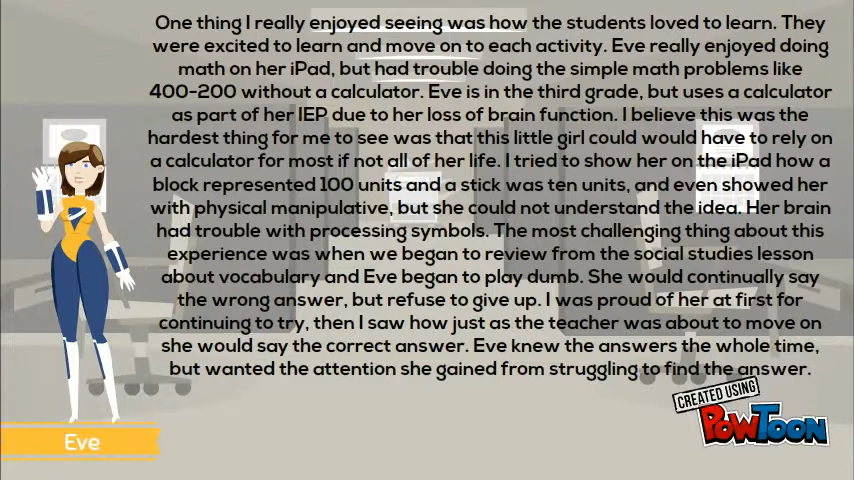 One thing I really enjoyed seeing was how the students loved to learn. They
were excited to learn and move on to each activity. Eve really enjoyed doing
math on her iPad, but had trouble doing the simple math problems like
400-200 without a calculator. Eve is in the third grade, but uses a calculator
as part of her IEP due to her loss of brain function. I believe this was the
hardest thing for me to see was that this little girl could would have to rely on
a calculator for most if not all of her life. I tried to show her on the iPad how a
block represented 100 units and a stick was ten units, and even showed her
with physical manipulative, but she could not understand the idea. Her brain
had trouble with processing symbols. The most challenging thing about this
experience was when we began to review from the social studies lesson
about vocabulary and Eve began to play dumb. She would continually say
the wrong answer, but refuse to give up. I was proud of her at first for
continuing to try, then I saw how just as the teacher was about to move on
she would say the correct answer. Eve knew the answers the whole time,
but wanted the attention she gained from struggling to find the answer.
CREATED USING
POWTOON
Eve